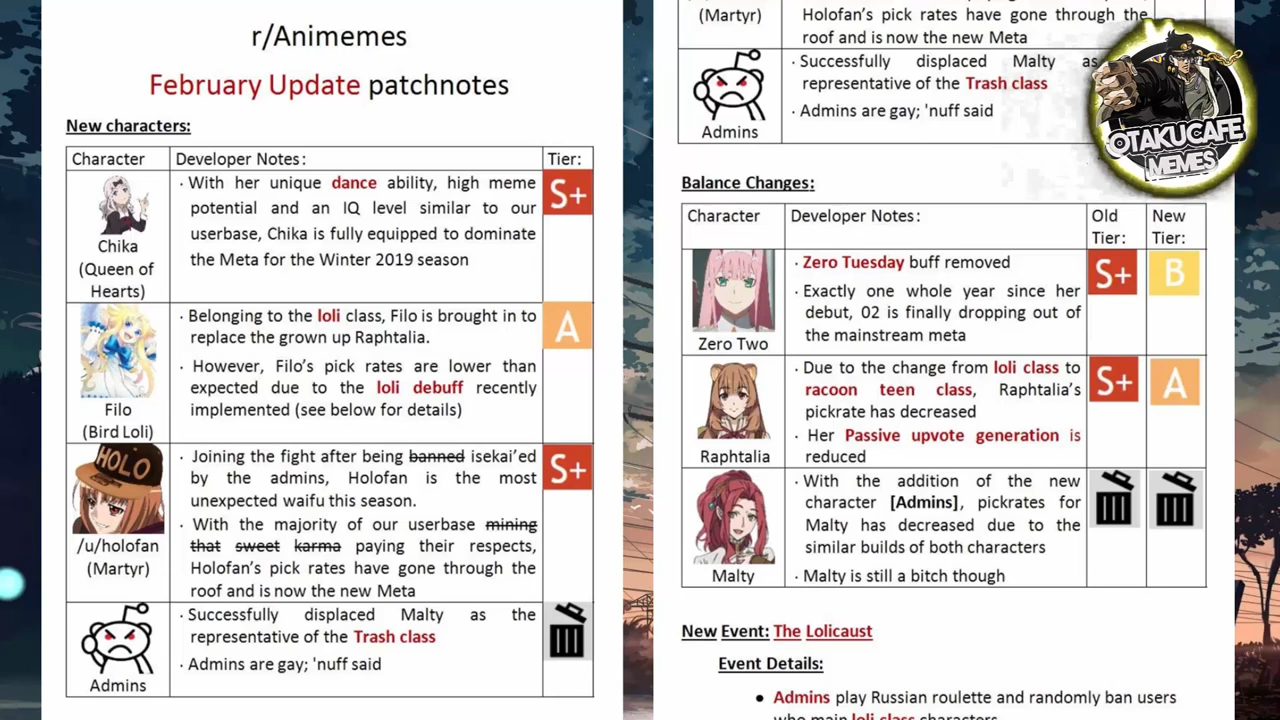 r/Animemes
February Update patchnotes
New characters:
Character Developer Notes: Tier:
· With her unique dance ability, high meme
potential and an IQ level similar to our
userbase, Chika is fully equipped to dominate
the Meta for the Winter 2019 season
Chika
(Queen of
Hearts)
S+
· Belonging to the loli class, Filo is brought in to
replace the grown up Raphtalia.
· However, Filo's pick rates are lower than
expected due to the loli debuff recently
implemented (see below for details)
Filo
(Bird Loli)
A
HOLO
· Joining the fight after being banned isekai'ed
by the admins, Holofan is the most
unexpected waifu this season.
· With the majority of our userbase mining
that sweet karma paying their respects,
Holofan's pick rates have gone through the
roof and is now the new Meta
/u/holofan
(Martyr)
S+
· Successfully displaced Malty as the
representative of the Trash class
· Admins are gay; 'nuff said
Admins
(Martyr)
Holofan's pick rates have gone through the
roof and is now the new Meta
· Successfully displaced Malty as
representative of the Trash class
· Admins are gay; 'nuff said
Admins
OTAKUCAFE
MEMES
Balance Changes:
Character Developer Notes: Old Tier: New Tier:
· Zero Tuesday buff removed
· Exactly one whole year since her
debut, 02 is finally dropping out of
the mainstream meta
Zero Two
S+ B
· Due to the change from loli class to
racoon teen class, Raphtalia's
pickrate has decreased
· Her Passive upvote generation is
reduced
Raphtalia
S+ A
· With the addition of the new
character [Admins], pickrates for
Malty has decreased due to the
similar builds of both characters
· Malty is still a bitch though
Malty
New Event: The Lolicaust
Event Details:
• Admins play Russian roulette and randomly ban users
who main loli class characters